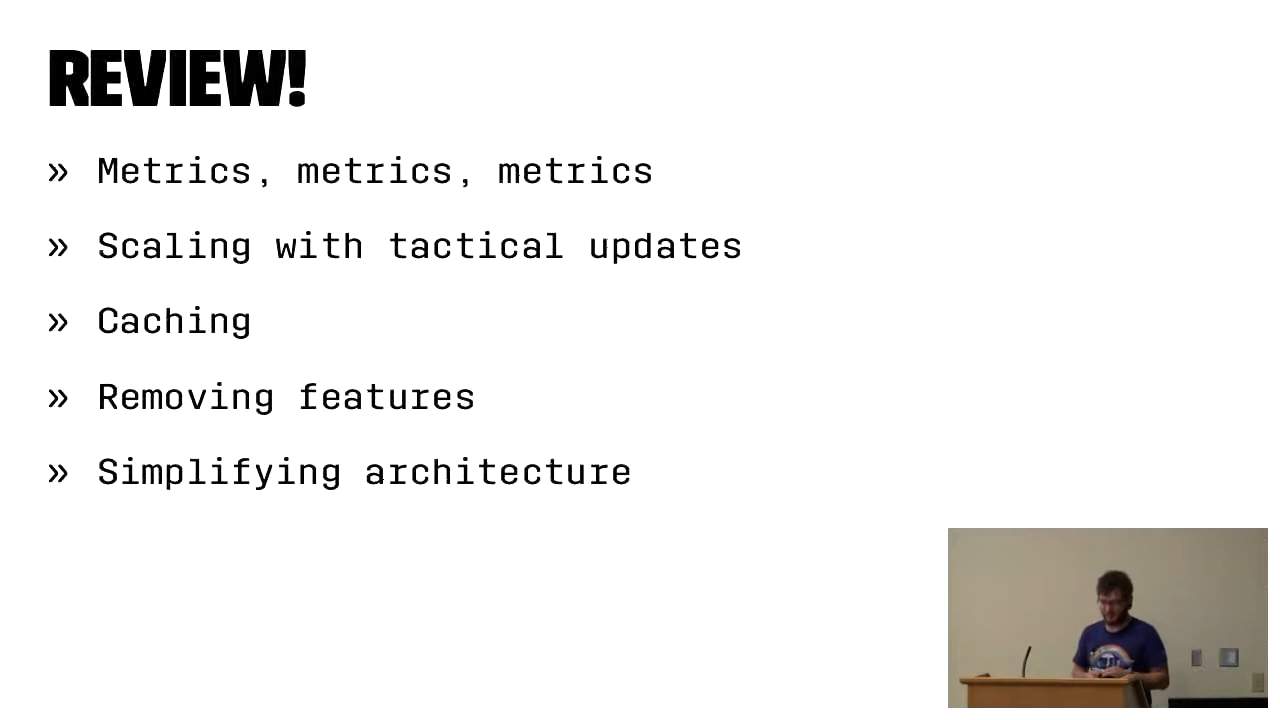 REVIEW!
» Metrics, metrics, metrics
» Scaling with tactical updates
» Caching
» Removing features
» Simplifying architecture